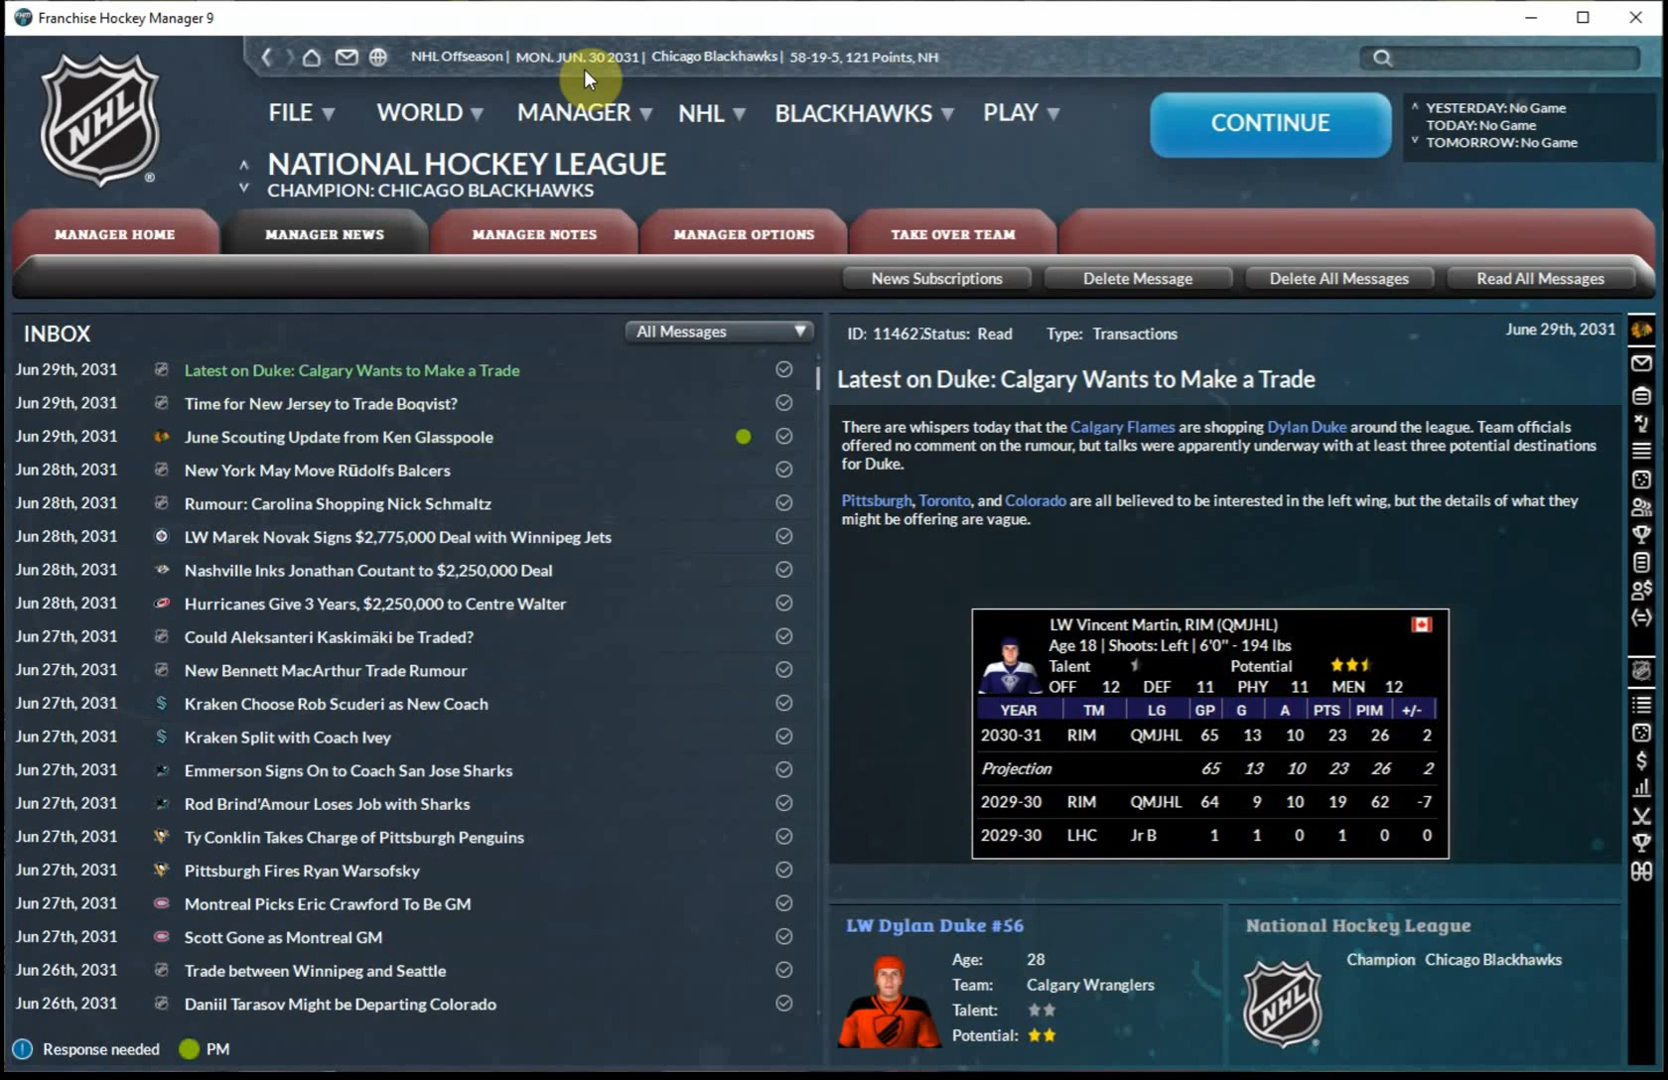 Franchise Hockey Manager 9
NHL Offseason | MON. JUN. 30 2031 | Chicago Blackhawks | 58-19-5, 121 Points, NH
FILE WORLD MANAGER NHL BLACKHAWKS PLAY
CONTINUE
YESTERDAY: No Game
TODAY: No Game
TOMORROW: No Game
NHL
NATIONAL HOCKEY LEAGUE
CHAMPION: CHICAGO BLACKHAWKS
MANAGER HOME MANAGER NEWS MANAGER NOTES MANAGER OPTIONS TAKE OVER TEAM
News Subscriptions Delete Message Delete All Messages Read All Messages
INBOX All Messages
Jun 29th, 2031 Latest on Duke: Calgary Wants to Make a Trade
Jun 29th, 2031 Time for New Jersey to Trade Boqvist?
Jun 29th, 2031 June Scouting Update from Ken Glasspoole
Jun 28th, 2031 New York May Move Rūdolfs Balcers
Jun 28th, 2031 Rumour: Carolina Shopping Nick Schmaltz
Jun 28th, 2031 LW Marek Novak Signs $2,775,000 Deal with Winnipeg Jets
Jun 28th, 2031 Nashville Inks Jonathan Coutant to $2,250,000 Deal
Jun 28th, 2031 Hurricanes Give 3 Years, $2,250,000 to Centre Walter
Jun 27th, 2031 Could Aleksanteri Kaskimäki be Traded?
Jun 27th, 2031 New Bennett MacArthur Trade Rumour
Jun 27th, 2031 Kraken Choose Rob Scuderi as New Coach
Jun 27th, 2031 Kraken Split with Coach Ivey
Jun 27th, 2031 Emmerson Signs On to Coach San Jose Sharks
Jun 27th, 2031 Rod Brind'Amour Loses Job with Sharks
Jun 27th, 2031 Ty Conklin Takes Charge of Pittsburgh Penguins
Jun 27th, 2031 Pittsburgh Fires Ryan Warsofsky
Jun 27th, 2031 Montreal Picks Eric Crawford To Be GM
Jun 27th, 2031 Scott Gone as Montreal GM
Jun 26th, 2031 Trade between Winnipeg and Seattle
Jun 26th, 2031 Daniil Tarasov Might be Departing Colorado
Response needed PM
ID: 11462 Status: Read Type: Transactions June 29th, 2031
Latest on Duke: Calgary Wants to Make a Trade
There are whispers today that the Calgary Flames are shopping Dylan Duke around the league. Team officials
offered no comment on the rumour, but talks were apparently underway with at least three potential destinations
for Duke.
Pittsburgh, Toronto, and Colorado are all believed to be interested in the left wing, but the details of what they
might be offering are vague.
LW Vincent Martin, RIM (QMJHL)
Age 18 | Shoots: Left | 6'0" - 194 lbs
Talent Potential
OFF 12 DEF 11 PHY 11 MEN 12
YEAR TM LG GP G A PTS PIM +/-
2030-31 RIM QMJHL 65 13 10 23 26 2
Projection 65 13 10 23 26 2
2029-30 RIM QMJHL 64 9 10 19 62 -7
2029-30 LHC Jr B 1 1 0 1 0 0
LW Dylan Duke #56
Age: 28
Team: Calgary Wranglers
Talent:
Potential:
National Hockey League
Champion Chicago Blackhawks
NHL